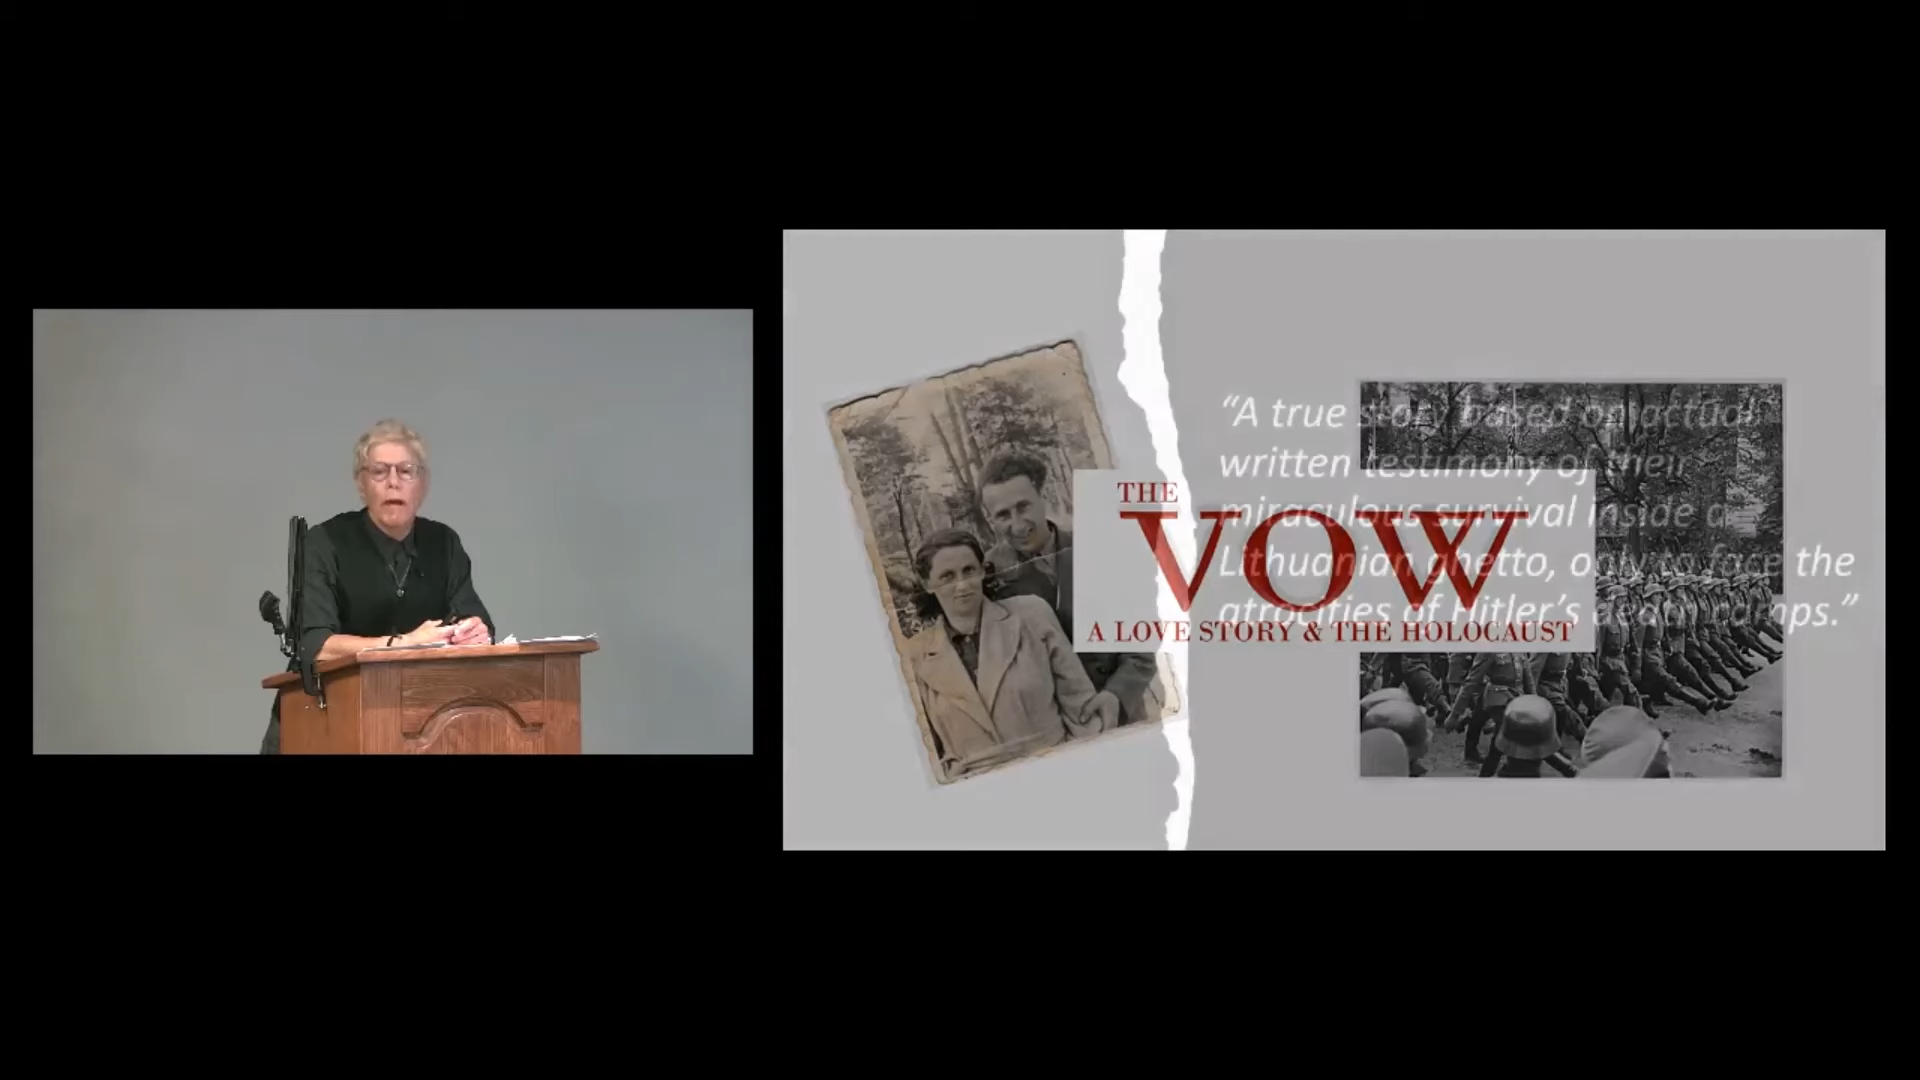 “A true story based on actual
written testimony of their
miraculous survival inside a
Lithuanian ghetto, only to face the
atrocities of Hitler’s death camps.”
THE
VOW
A LOVE STORY & THE HOLOCAUST